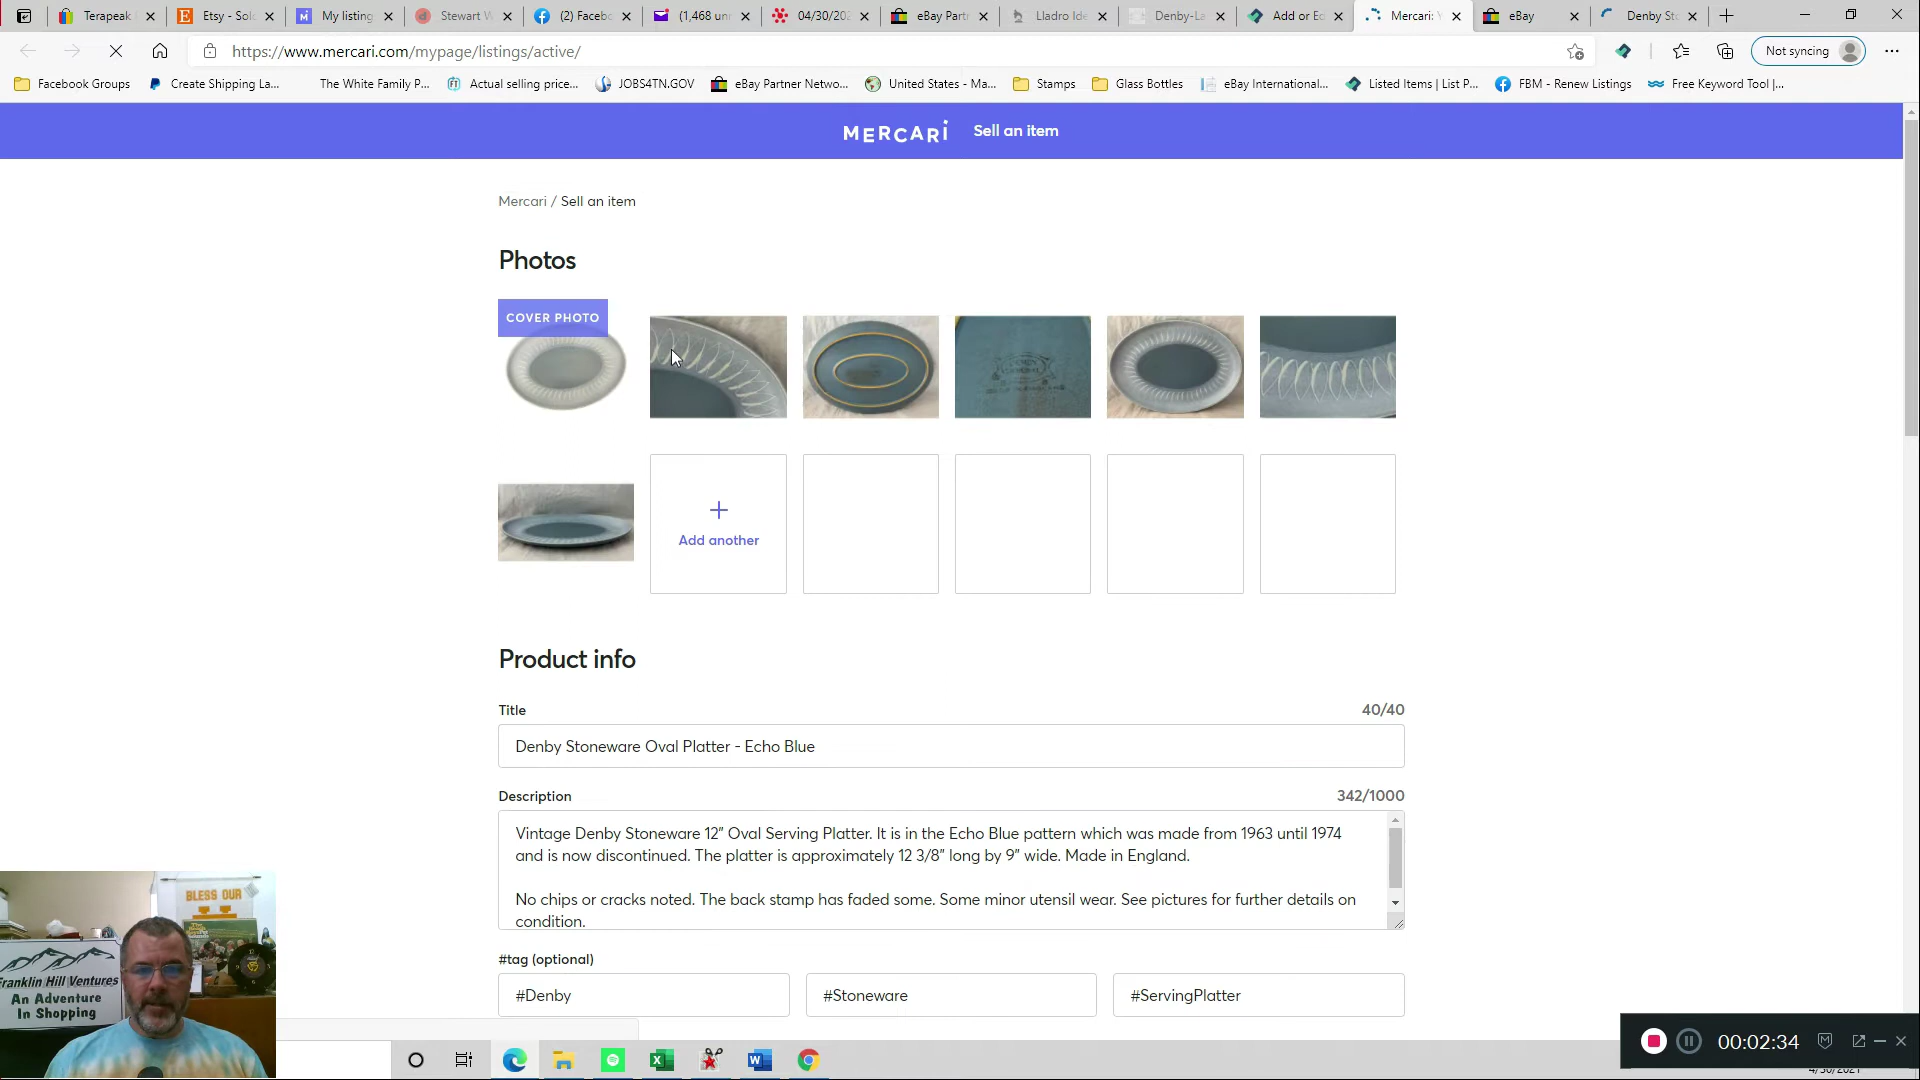 Terapeak
Etsy - Solo
My listing
Stewart W
(2) Facebo
(1,468 unr
04/30/202
eBay Partn
Lladro Ide
Denby-La
Add or Ed
Mercari: Y
eBay
Denby Sto
https://www.mercari.com/mypage/listings/active/
Not syncing
Facebook Groups
Create Shipping La...
The White Family P...
Actual selling price...
JOBS4TN.GOV
eBay Partner Netwo...
United States - Ma...
Stamps
Glass Bottles
eBay International...
Listed Items | List P...
FBM - Renew Listings
Free Keyword Tool |...
MERCARI Sell an item
Mercari / Sell an item
Photos
COVER PHOTO
Add another
Product info
Title 40/40
Denby Stoneware Oval Platter - Echo Blue
Description 342/1000
Vintage Denby Stoneware 12" Oval Serving Platter. It is in the Echo Blue pattern which was made from 1963 until 1974
and is now discontinued. The platter is approximately 12 3/8" long by 9" wide. Made in England.
No chips or cracks noted. The back stamp has faded some. Some minor utensil wear. See pictures for further details on
condition.
#tag (optional)
#Denby #Stoneware #ServingPlatter
BLESS OUR
Franklin Hill Ventures
An Adventure
In Shopping
00:02:34
4/30/2021